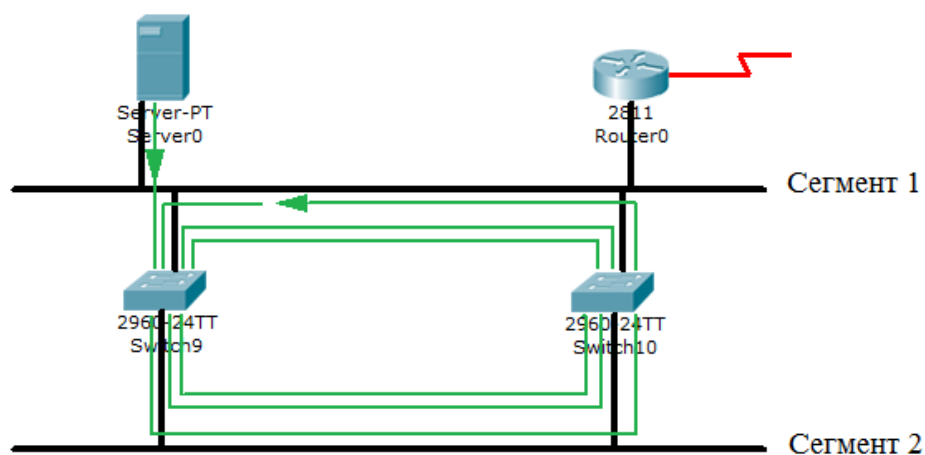 Server-PT
Server0
2811
Router0
Сегмент 1
2960-24TT
Switch9
2960-24TT
Switch10
Сегмент 2